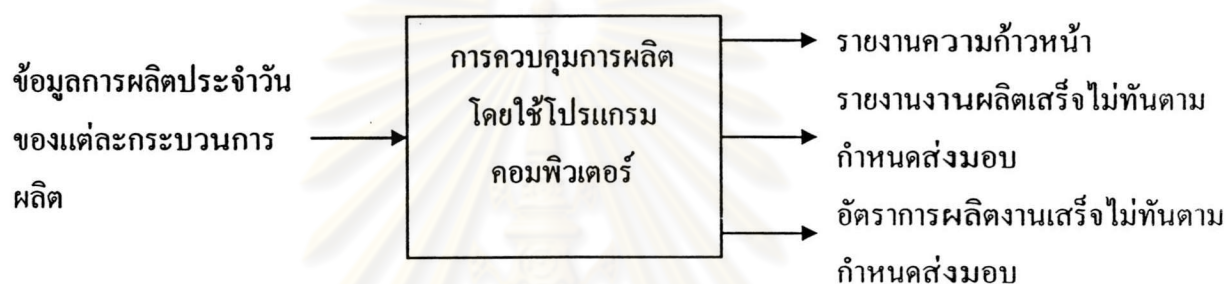 ข้อมูลการผลิตประจำวัน
ของแต่ละกระบวนการ
ผลิต
การควบคุมการผลิต
โดยใช้โปรแกรม
คอมพิวเตอร์
รายงานความก้าวหน้า
รายงานงานผลิตเสร็จไม่ทันตาม
กำหนดส่งมอบ
อัตราการผลิตงานเสร็จไม่ทันตาม
กำหนดส่งมอบ